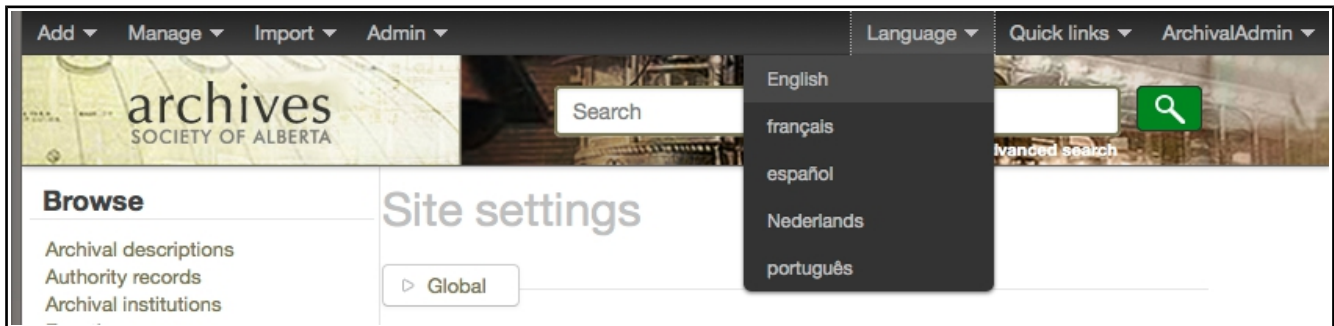 Add Manage Import Admin Language Quick links ArchivalAdmin
archives
SOCIETY OF ALBERTA
Search
English
français
español
Nederlands
português
search
Browse
Archival descriptions
Authority records
Archival institutions
Site settings
Global